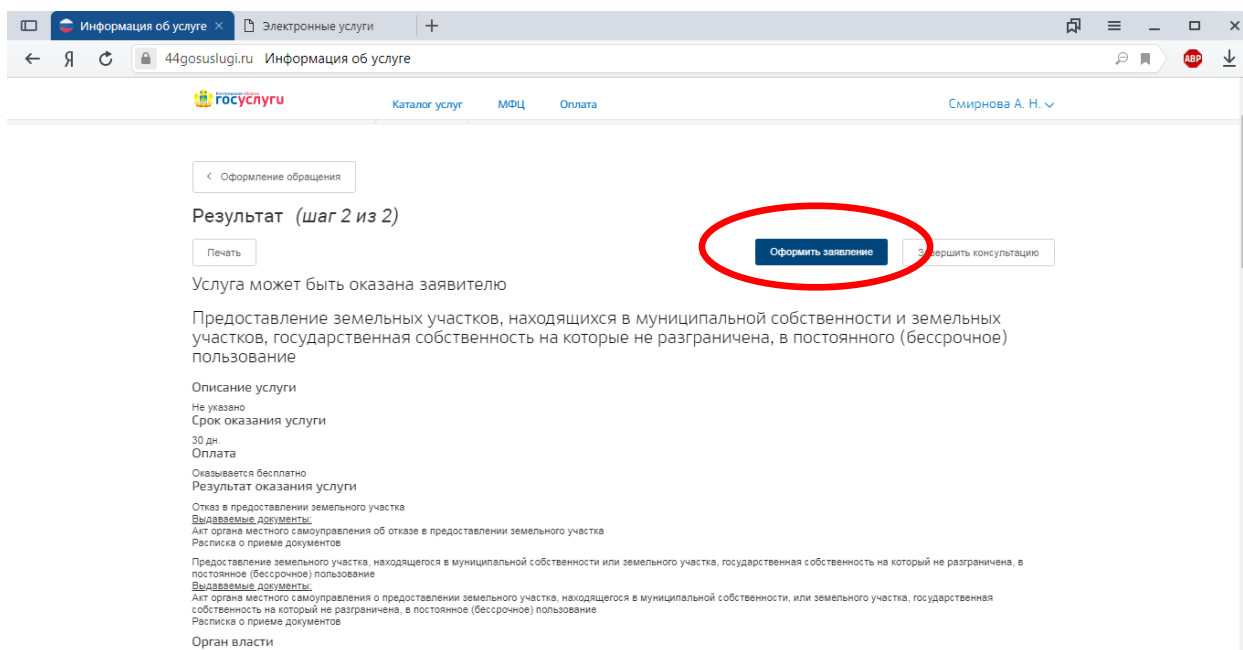 Информация об услуге
Электронные услуги
44gosuslugi.ru Информация об услуге
ABP
госуслуги
Каталог услуг
МФЦ
Оплата
Смирнова А. Н.
Оформление обращения
Результат (шаг 2 из 2)
Печать
Оформить заявление
Завершить консультацию
Услуга может быть оказана заявителю
Предоставление земельных участков, находящихся в муниципальной собственности и земельных
участков, государственная собственность на которые не разграничена, в постоянного (бессрочное)
пользование
Описание услуги
Не указано
Срок оказания услуги
30 дн.
Оплата
Оказывается бесплатно
Результат оказания услуги
Отказ в предоставлении земельного участка
Выдаваемые документы:
Акт органа местного самоуправления об отказе в предоставлении земельного участка
Расписка о приеме документов
Предоставление земельного участка, находящегося в муниципальной собственности или земельного участка, государственная собственность на который не разграничена, в
постоянное (бессрочное) пользование
Выдаваемые документы:
Акт органа местного самоуправления о предоставлении земельного участка, находящегося в муниципальной собственности, или земельного участка, государственная
собственность на который не разграничена, в постоянное (бессрочное) пользование
Расписка о приеме документов
Орган власти